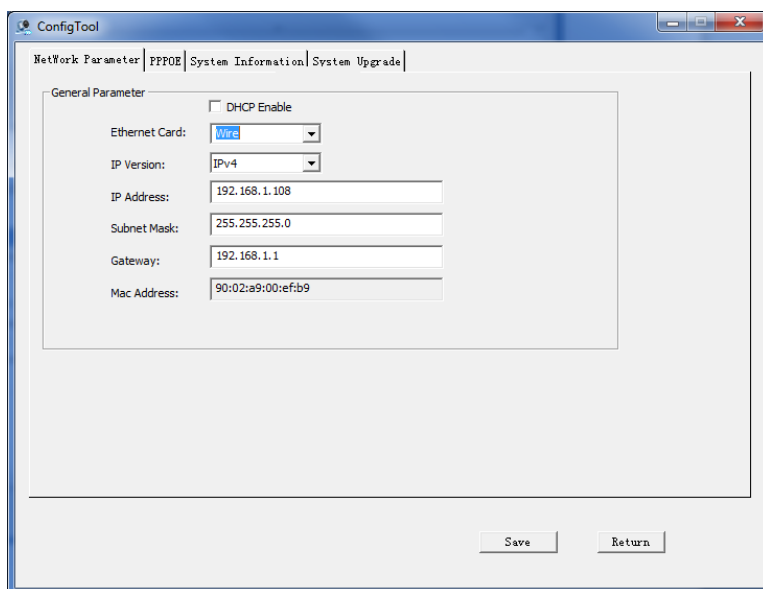 ConfigTool
NetWork Parameter PPPOE System Information System Upgrade
General Parameter
DHCP Enable
Ethernet Card: Wire
IP Version: IPv4
IP Address: 192.168.1.108
Subnet Mask: 255.255.255.0
Gateway: 192.168.1.1
Mac Address: 90:02:a9:00:ef:b9
Save Return